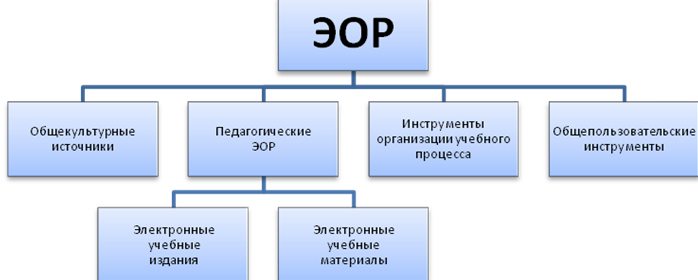 ЭОР
Общекультурные
источники
Педагогические
ЭОР
Инструменты
организации учебного
процесса
Общепользовательские
инструменты
Электронные
учебные
издания
Электронные
учебные
материалы